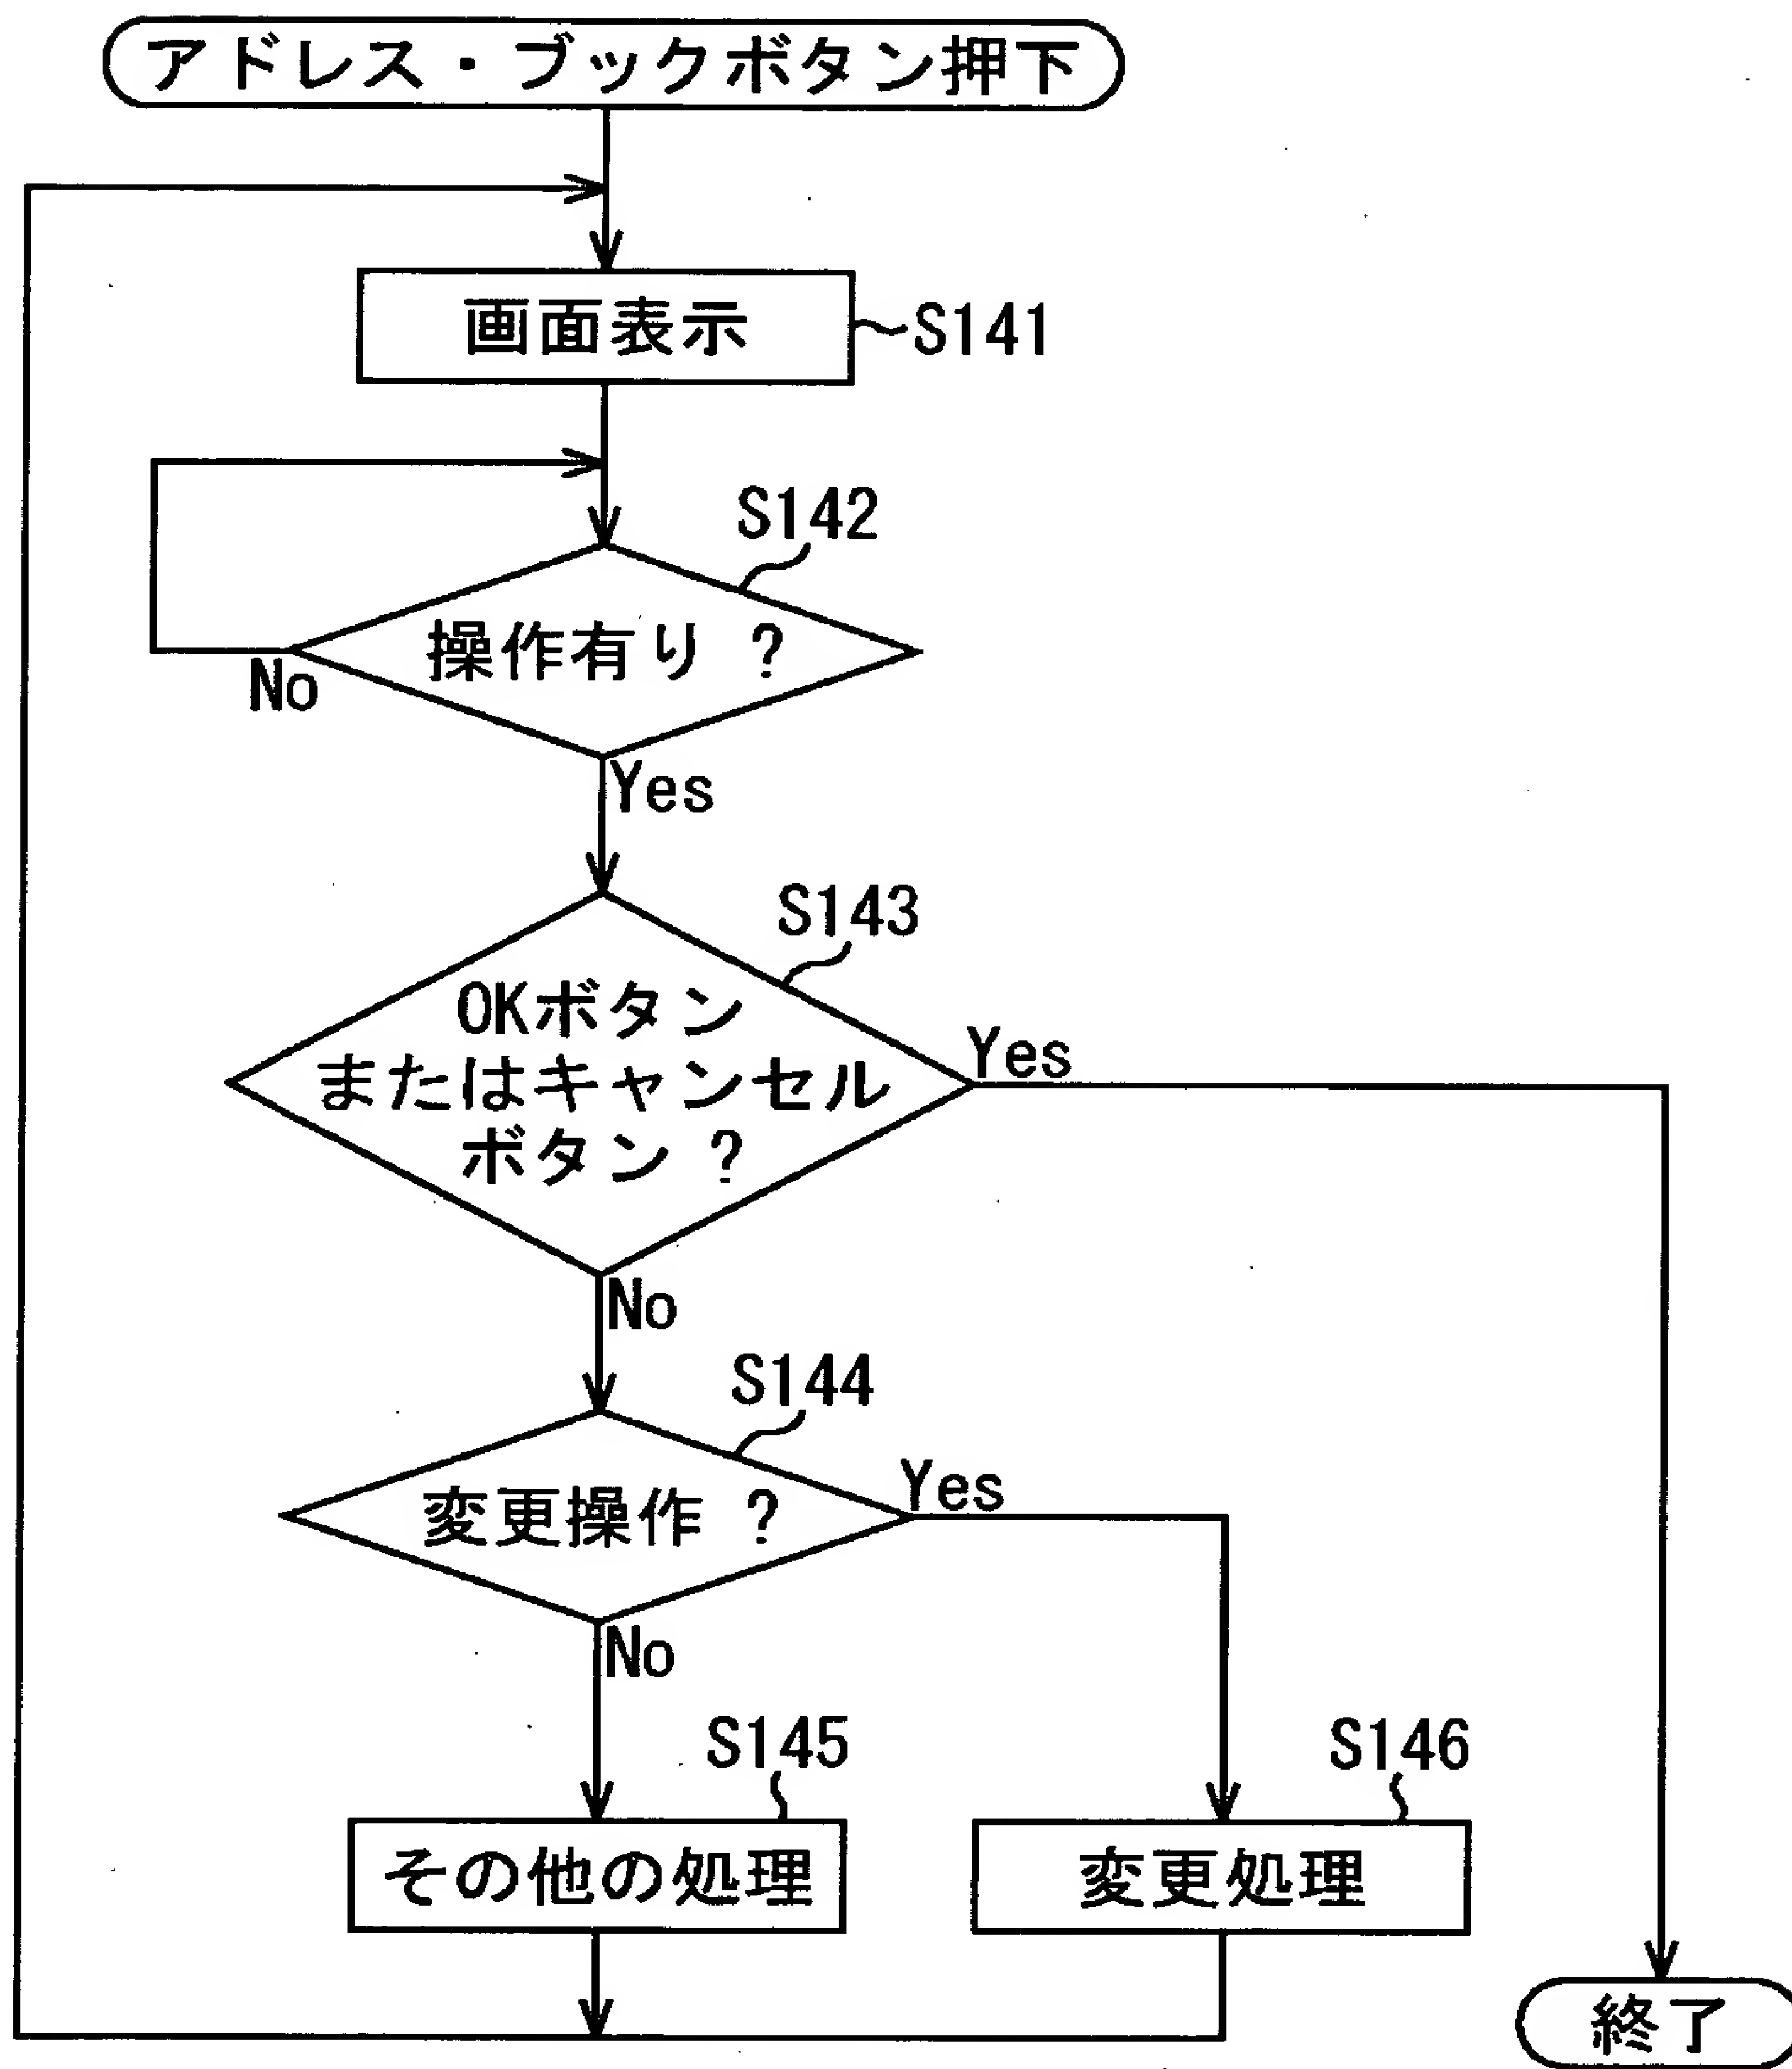 アドレス・ブックボタン押下
画面表示
S141
S142
操作有り ?
No
Yes
S143
OKボタン
またはキャンセル
ボタン ?
Yes
No
S144
変更操作 ?
Yes
No
S145
その他の処理
S146
変更処理
終了